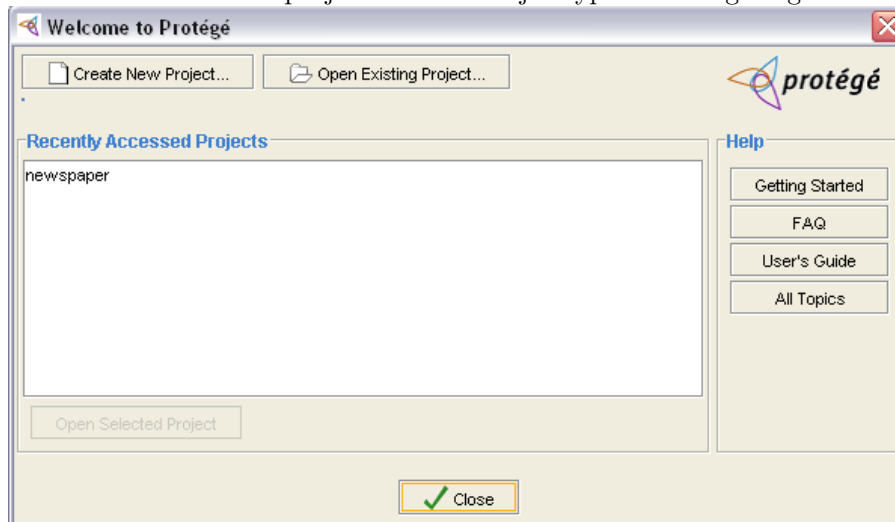 Welcome to Protégé
Create New Project...
Open Existing Project...
protégé
Recently Accessed Projects
newspaper
Open Selected Project
Help
Getting Started
FAQ
User's Guide
All Topics
Close